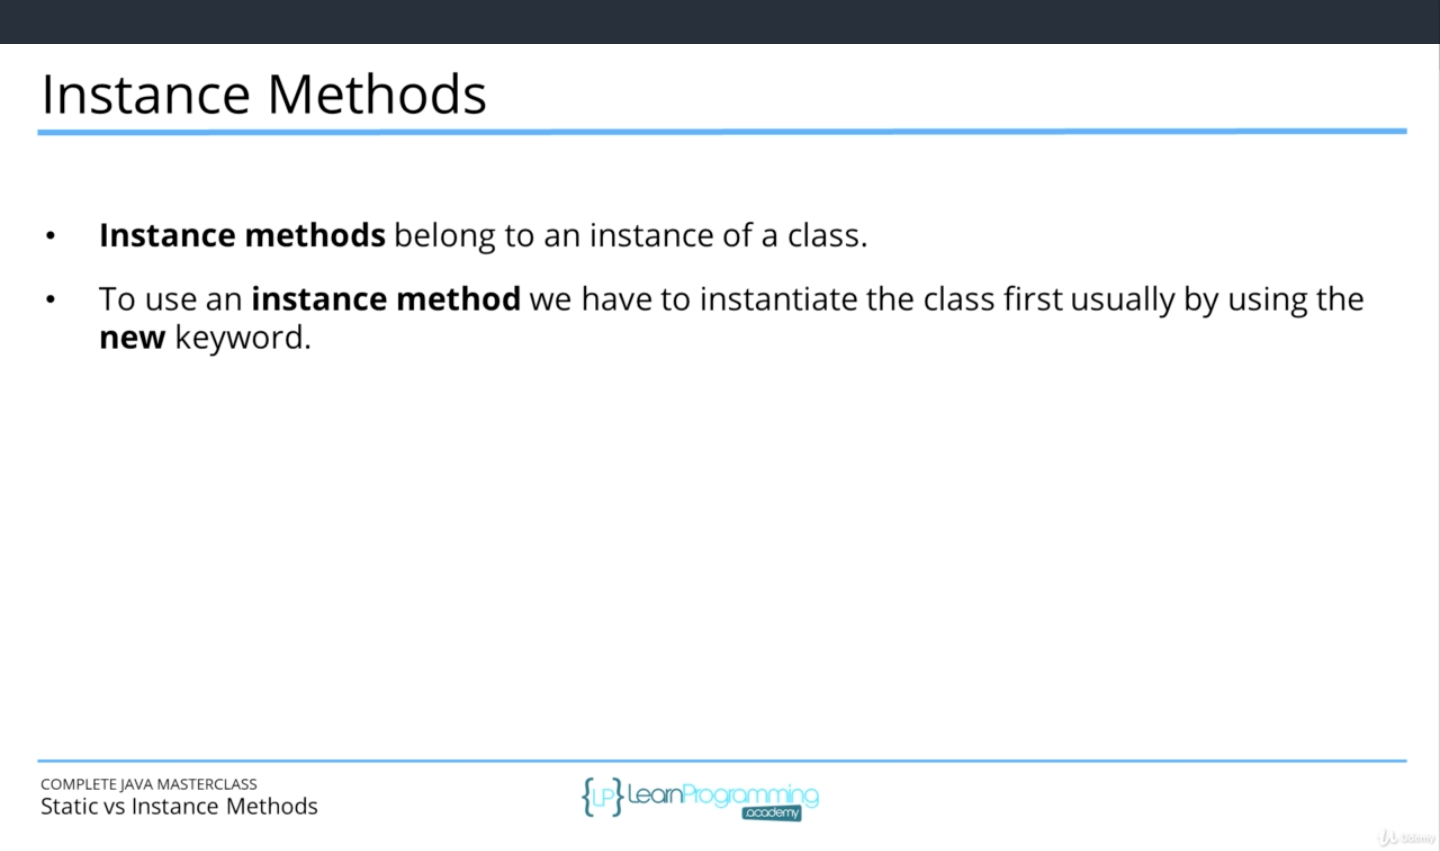 Instance Methods
• Instance methods belong to an instance of a class.
• To use an instance method we have to instantiate the class first usually by using the
new keyword.
COMPLETE JAVA MASTERCLASS
Static vs Instance Methods
{LP} LearnProgramming
academy
Udemy